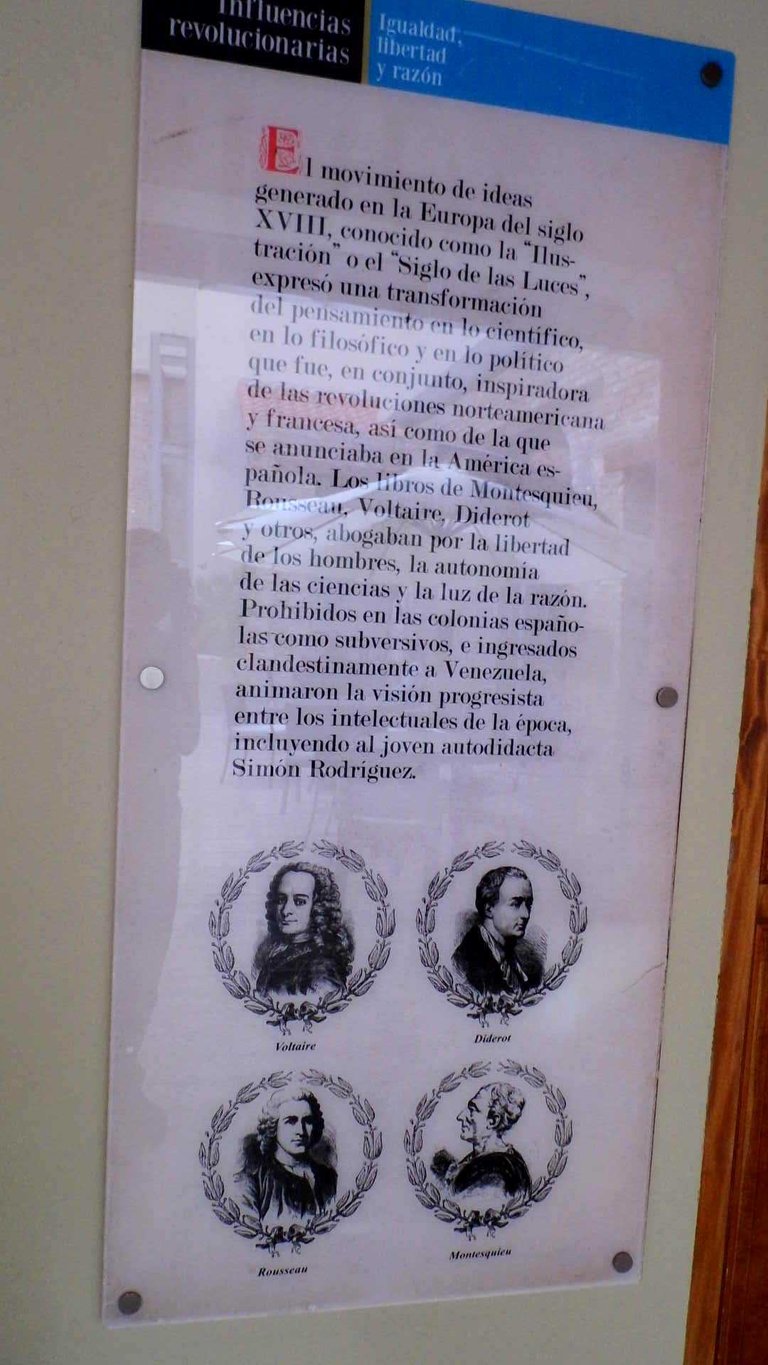 Influencias
revolucionarias
Igualdad,
libertad
y razón
El movimiento de ideas
generado en la Europa del siglo
XVIII, conocido como la “Ilus-
tración” o el “Siglo de las Luces”,
expresó una transformación
del pensamiento en lo científico,
en lo filosófico y en lo político
que fue, en conjunto, inspiradora
de las revoluciones norteamericana
y francesa, así como de la que
se anunciaba en la América es-
pañola. Los libros de Montesquieu,
Rousseau, Voltaire, Diderot
y otros, abogaban por la libertad
de los hombres, la autonomía
de las ciencias y la luz de la razón.
Prohibidos en las colonias españo-
las como subversivos, e ingresados
clandestinamente a Venezuela,
animaron la visión progresista
entre los intelectuales de la época,
incluyendo al joven autodidacta
Simón Rodríguez.
Voltaire
Diderot
Rousseau
Montesquieu